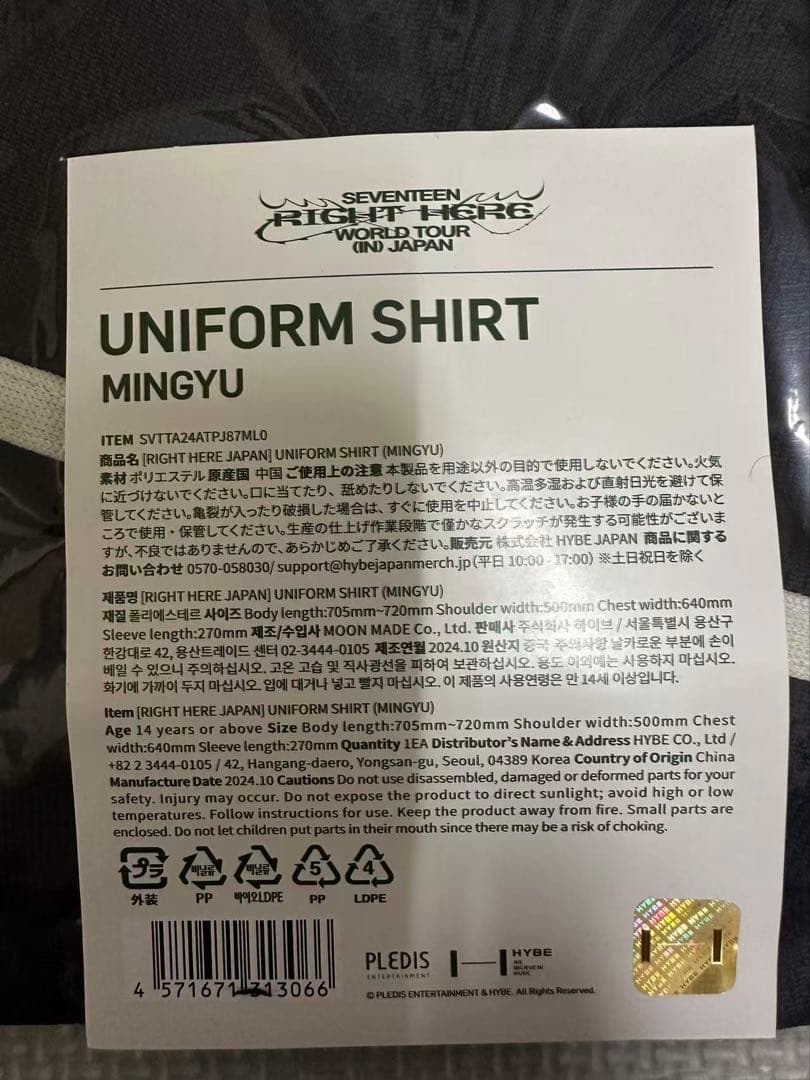 SEVENTEEN
RIGHT HERE
WORLD TOUR
(IN) JAPAN
UNIFORM SHIRT
MINGYU
ITEM SVTTA24ATPJ87ML0
商品名 [RIGHT HERE JAPAN] UNIFORM SHIRT (MINGYU)
素材 ポリエステル 原産国 中国 ご使用上の注意 本製品を用途以外の目的で使用しないでください。火気
に近づけないでください。口に当てたり、舐めたりしないでください。高温多湿および直射日光を避けて保
管してください。亀裂が入ったり破損した場合は、すぐに使用を中止してください。お子様の手の届かないと
ころで使用・保管してください。生産の仕上げ作業段階で僅かなスクラッチが発生する可能性がございま
すが、不良ではありませんので、あらかじめご了承ください。販売元 株式会社 HYBE JAPAN 商品に関する
お問い合わせ 0570-058030/ support@hybejapanmerch.jp (平日 10:00 - 17:00) ※土日祝日を除く
제품명 [RIGHT HERE JAPAN] UNIFORM SHIRT (MINGYU)
재질 폴리에스테르 사이즈 Body length:705mm~720mm Shoulder width:500mm Chest width:640mm
Sleeve length:270mm 제조/수입사 MOON MADE Co., Ltd. 판매사 주식회사 하이브 / 서울특별시 용산구
한강대로 42, 용산트레이드 센터 02-3444-0105 제조연월 2024.10 원산지 중국 주의사항 날카로운 부분에 손이
베일 수 있으니 주의하십시오. 고온 고습 및 직사광선을 피하여 보관하십시오. 용도 이외에는 사용하지 마십시오.
화기에 가까이 두지 마십시오. 입에 대거나 넣고 빨지 마십시오. 이 제품의 사용연령은 만 14세 이상입니다.
Item [RIGHT HERE JAPAN] UNIFORM SHIRT (MINGYU)
Age 14 years or above Size Body length:705mm~720mm Shoulder width:500mm Chest
width:640mm Sleeve length:270mm Quantity 1EA Distributor's Name & Address HYBE CO., Ltd /
+82 2 3444-0105 / 42, Hangang-daero, Yongsan-gu, Seoul, 04389 Korea Country of Origin China
Manufacture Date 2024.10 Cautions Do not use disassembled, damaged or deformed parts for your
safety. Injury may occur. Do not expose the product to direct sunlight; avoid high or low
temperatures. Follow instructions for use. Keep the product away from fire. Small parts are
enclosed. Do not let children put parts in their mouth since there may be a risk of choking.
プラ 비닐류 비닐류 5 4
外装 PP 바이오LDPE PP LDPE
4 571671 313066
PLEDIS
ENTERTAINMENT
HYBE
WE
BELIEVE IN
MUSIC
© PLEDIS ENTERTAINMENT & HYBE. All Rights Reserved.
HYBE HYBE HYBE